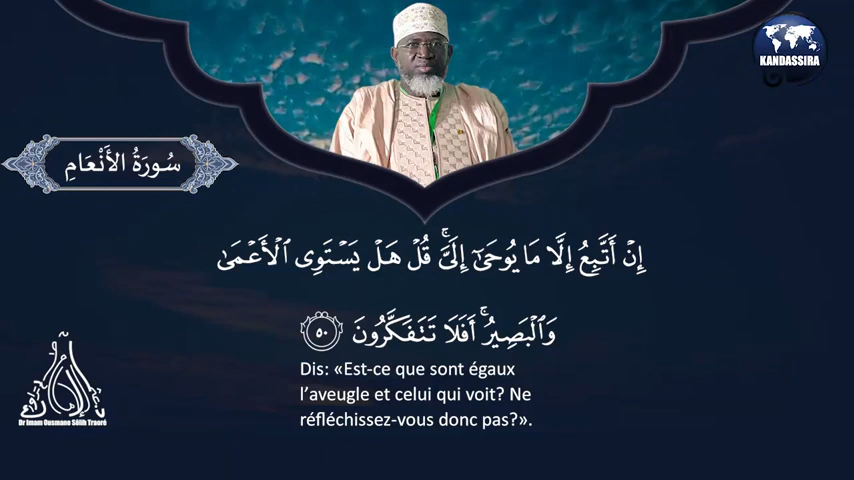 KANDASSIRA
سُورَةُ الأَنْعَامِ
إِنْ أَتَّبِعُ إِلَّا مَا يُوحَىٰٓ إِلَىَّ ۚ قُلْ هَلْ يَسْتَوِى ٱلْأَعْمَىٰ
وَٱلْبَصِيرُ ۚ أَفَلَا تَتَفَكَّرُونَ ٥٠
Dis: «Est-ce que sont égaux
l’aveugle et celui qui voit? Ne
réfléchissez-vous donc pas?».
Dr Imam Ousmane Sélih Traoré